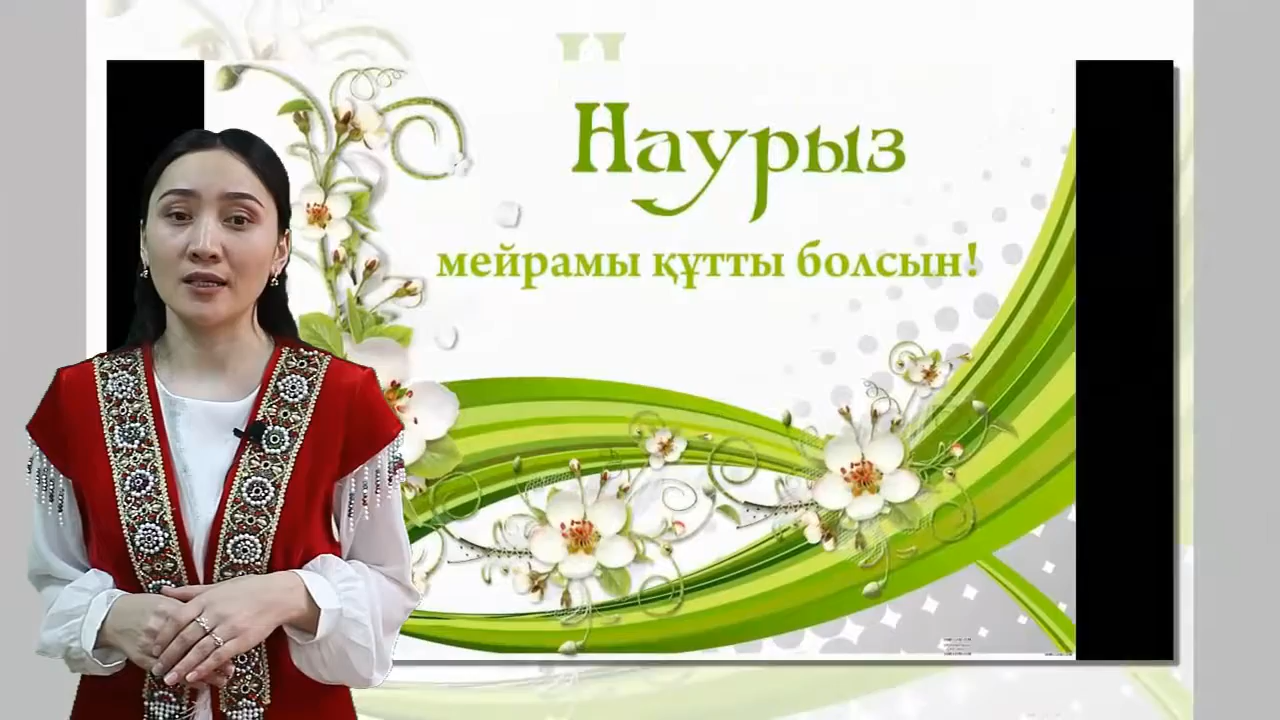 Наурыз
мейрамы құтты болсын!